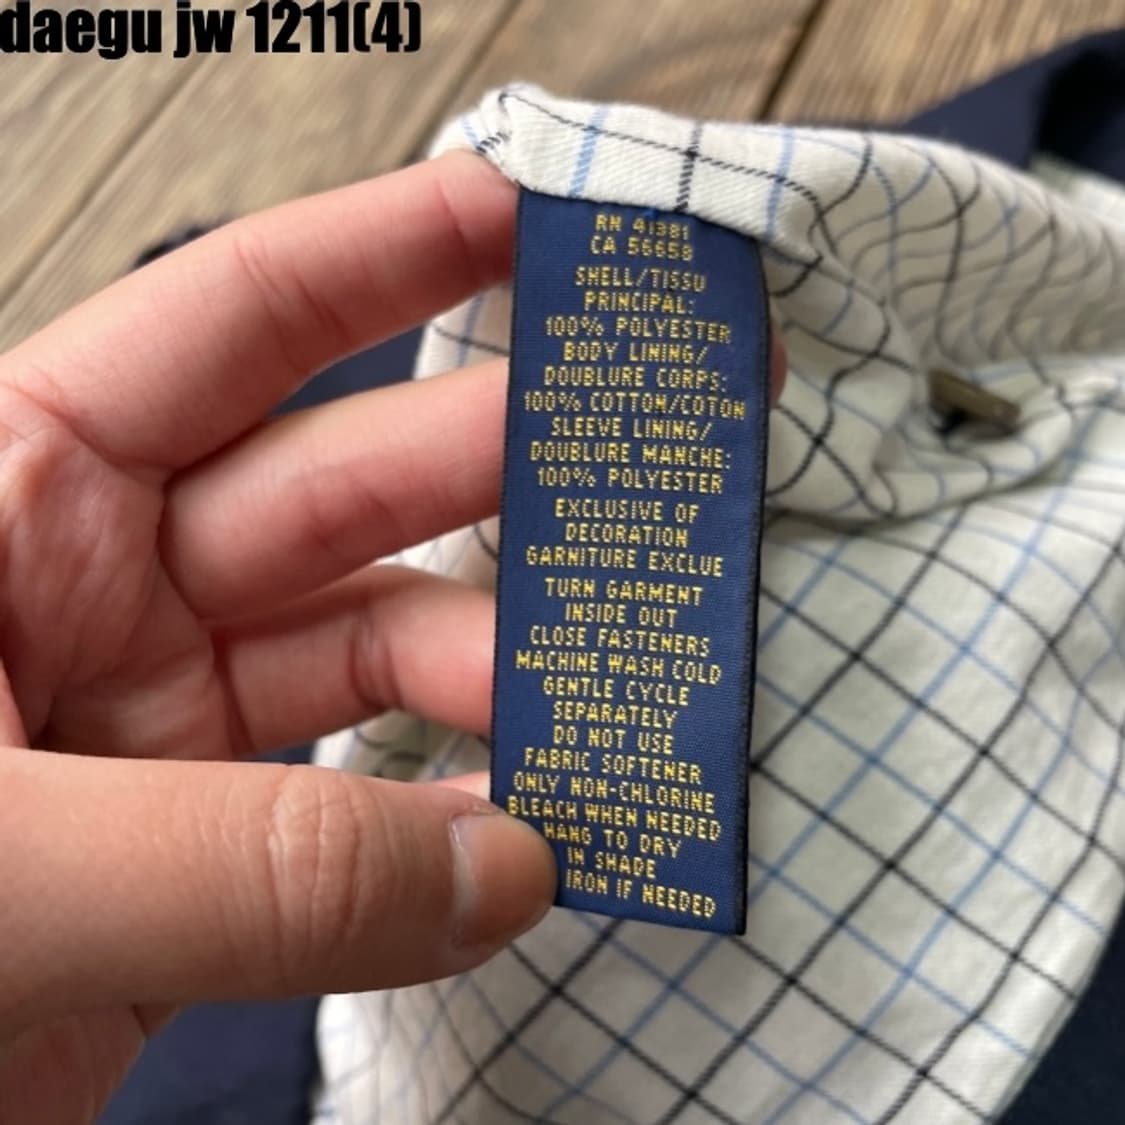 daegu jw 1211(4)
RN 41381
CA 56658
SHELL/TISSU
PRINCIPAL:
100% POLYESTER
BODY LINING/
DOUBLURE CORPS:
100% COTTON/COTON
SLEEVE LINING/
DOUBLURE MANCHE:
100% POLYESTER
EXCLUSIVE OF
DECORATION
GARNITURE EXCLUE
TURN GARMENT
INSIDE OUT
CLOSE FASTENERS
MACHINE WASH COLD
GENTLE CYCLE
SEPARATELY
DO NOT USE
FABRIC SOFTENER
ONLY NON-CHLORINE
BLEACH WHEN NEEDED
HANG TO DRY
IN SHADE
IRON IF NEEDED